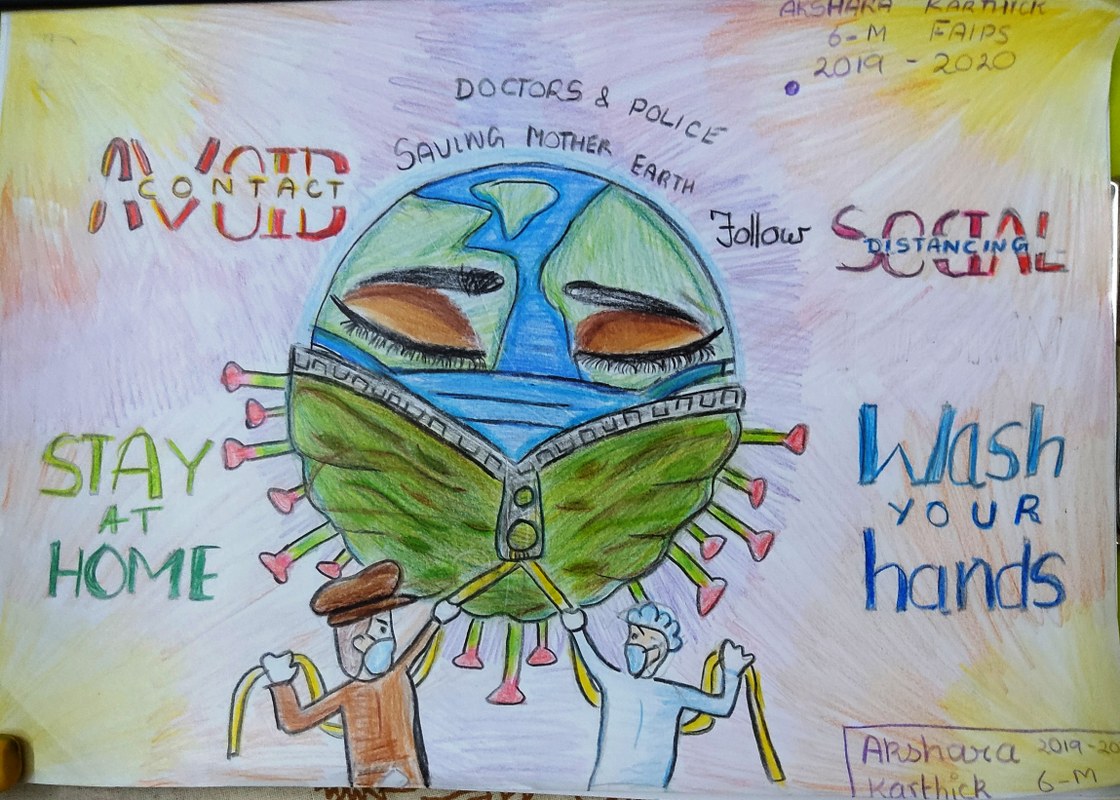 AKSHARA KARTHICK
6-M FAIPS
2019 - 2020
DOCTORS & POLICE
SAVING MOTHER EARTH
AVOID
CONTACT
Follow SOCIAL
DISTANCING
STAY
AT
HOME
Wash
YOUR
hands
Akshara 2019-20
Karthick 6-M